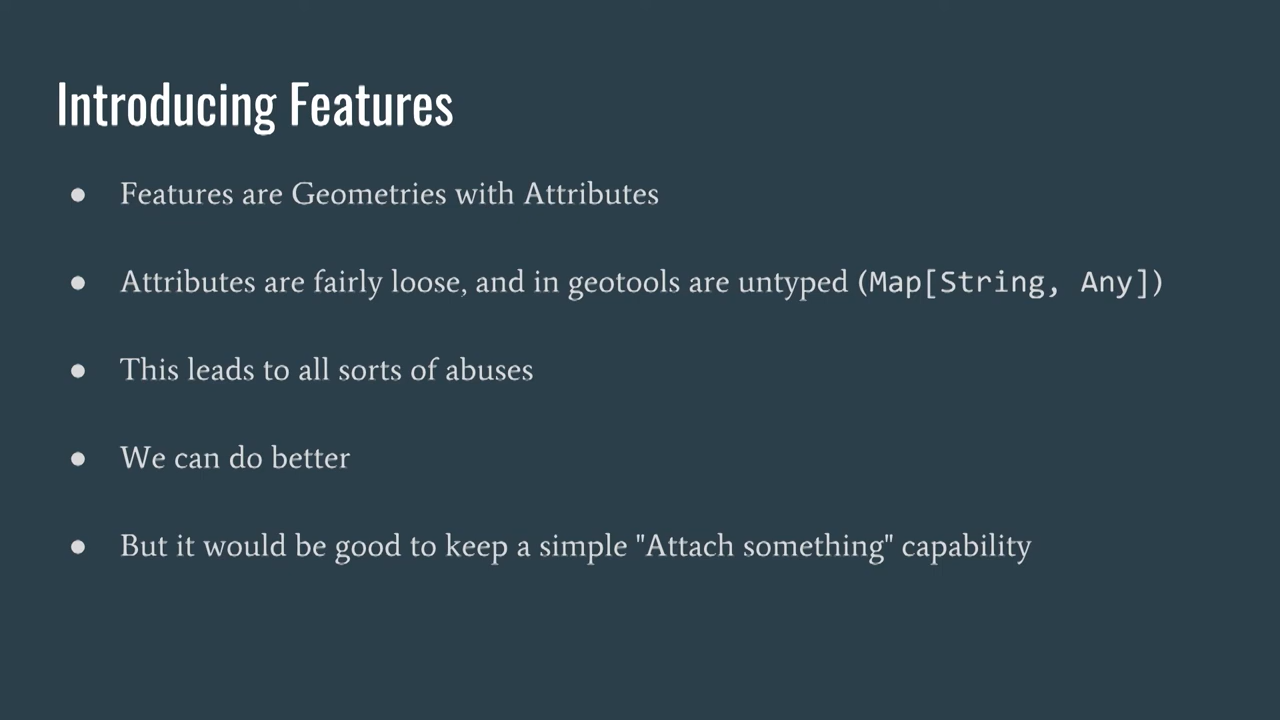 Introducing Features
● Features are Geometries with Attributes
● Attributes are fairly loose, and in geotools are untyped (Map[String, Any])
● This leads to all sorts of abuses
● We can do better
● But it would be good to keep a simple "Attach something" capability